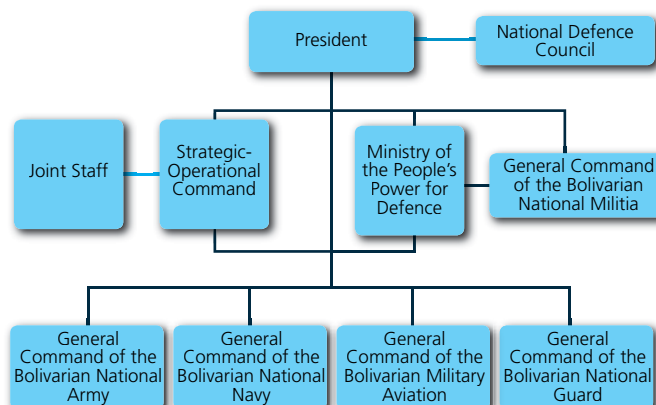 President
National Defence
Council
Joint Staff
Strategic-
Operational
Command
Ministry of
the People's
Power for
Defence
General Command
of the Bolivarian
National Militia
General
Command of the
Bolivarian National
Army
General
Command of the
Bolivarian National
Navy
General
Command of the
Bolivarian Military
Aviation
General
Command of the
Bolivarian National
Guard